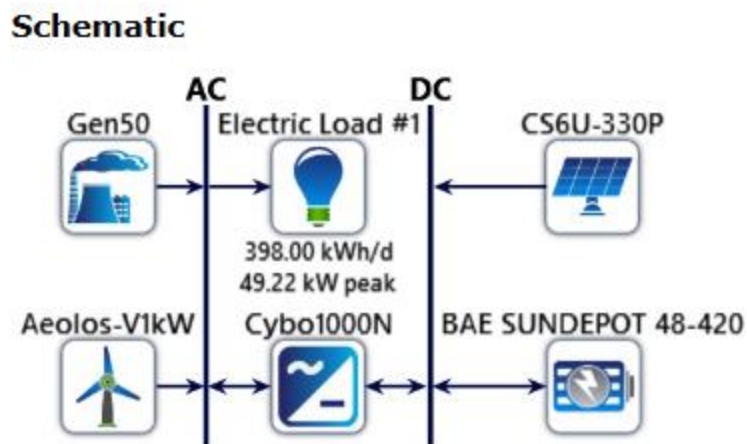 Schematic
AC DC
Gen50 Electric Load #1 CS6U-330P
398.00 kWh/d
49.22 kW peak
Aeolos-V1kW Cybo1000N BAE SUNDEPOT 48-420